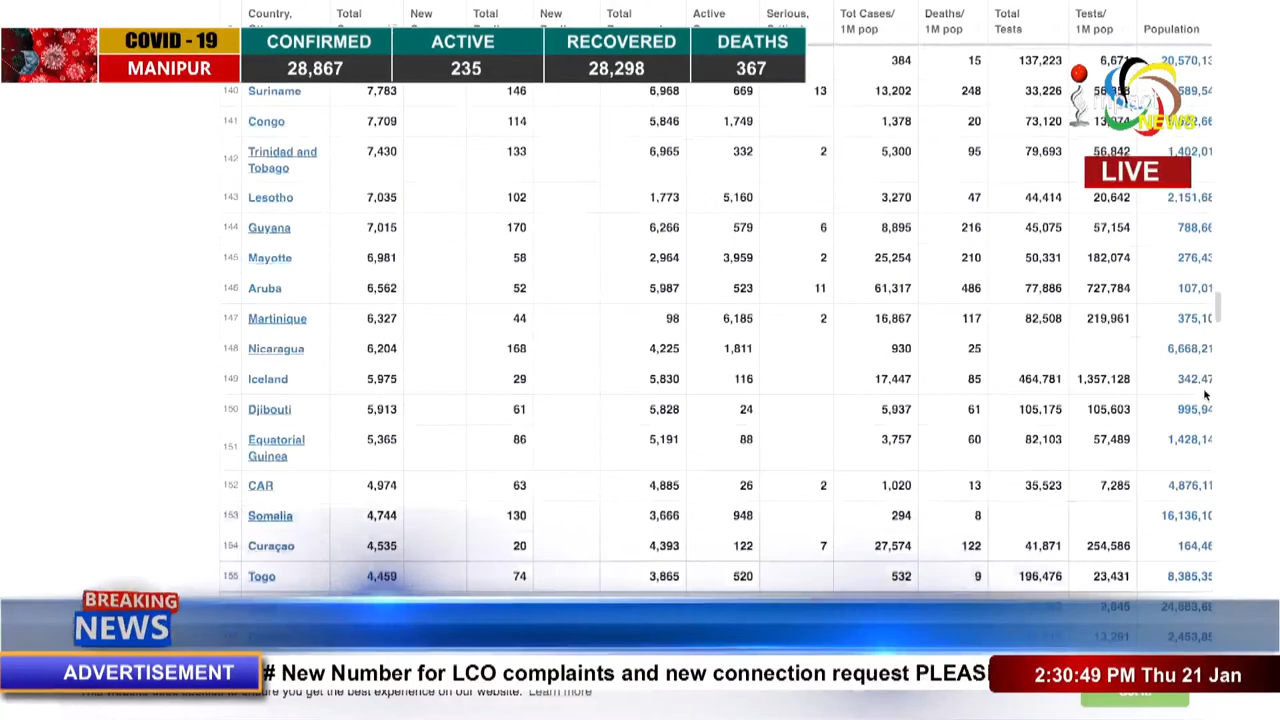 Country, Total New Total New Total Active Serious, Tot Cases/ Deaths/ Total Tests/
1M pop 1M pop Tests 1M pop Population
COVID - 19 CONFIRMED ACTIVE RECOVERED DEATHS
MANIPUR 28,867 235 28,298 367
384 15 137,223
impact
NEWS
LIVE
140 Suriname 7,783 146 6,968 669 13 13,202 248 33,226
141 Congo 7,709 114 5,846 1,749 1,378 20 73,120
142 Trinidad and 7,430 133 6,965 332 2 5,300 95 79,693 56,842 1,402,01
Tobago
143 Lesotho 7,035 102 1,773 5,160 3,270 47 44,414 20,642 2,151,68
144 Guyana 7,015 170 6,266 579 6 8,895 216 45,075 57,154 788,66
145 Mayotte 6,981 58 2,964 3,959 2 25,254 210 50,331 182,074 276,43
146 Aruba 6,562 52 5,987 523 11 61,317 486 77,886 727,784 107,01
147 Martinique 6,327 44 98 6,185 2 16,867 117 82,508 219,961 375,10
148 Nicaragua 6,204 168 4,225 1,811 930 25 6,668,21
149 Iceland 5,975 29 5,830 116 17,447 85 464,781 1,357,128 342,47
150 Djibouti 5,913 61 5,828 24 5,937 61 105,175 105,603 995,94
151 Equatorial 5,365 86 5,191 88 3,757 60 82,103 57,489 1,428,14
Guinea
152 CAR 4,974 63 4,885 26 2 1,020 13 35,523 7,285 4,876,11
153 Somalia 4,744 130 3,666 948 294 8 16,136,10
154 Curaçao 4,535 20 4,393 122 7 27,574 122 41,871 254,586 164,46
155 Togo 4,459 74 3,865 520 532 9 196,476 23,431 8,385,35
BREAKING
NEWS
ADVERTISEMENT # New Number for LCO complaints and new connection request PLEAS 2:30:49 PM Thu 21 Jan
you get the best experience on our website. Learn more